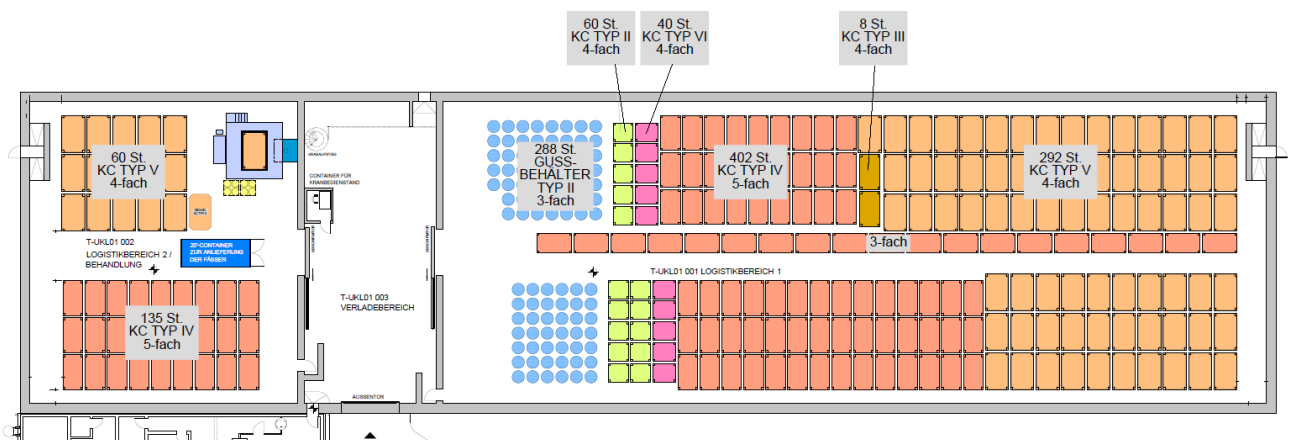 60 St.
KC TYP II
4-fach
40 St.
KC TYP VI
4-fach
8 St.
KC TYP III
4-fach
60 St.
KC TYP V
4-fach
KRANAUFSTIEG
CONTAINER FÜR
KRANBEDIENSTAND
288 St.
GUSS-
BEHÄLTER
TYP II
3-fach
402 St.
KC TYP IV
5-fach
292 St.
KC TYP V
4-fach
3-fach
T-UKL01 002
LOGISTIKBEREICH 2 /
BEHANDLUNG
20'-CONTAINER
ZUR ANLIEFERUNG
DER FÄSSER
T-UKL01 001 LOGISTIKBEREICH 1
T-UKL01 003
VERLADEBEREICH
135 St.
KC TYP IV
5-fach
AUSSENTOR